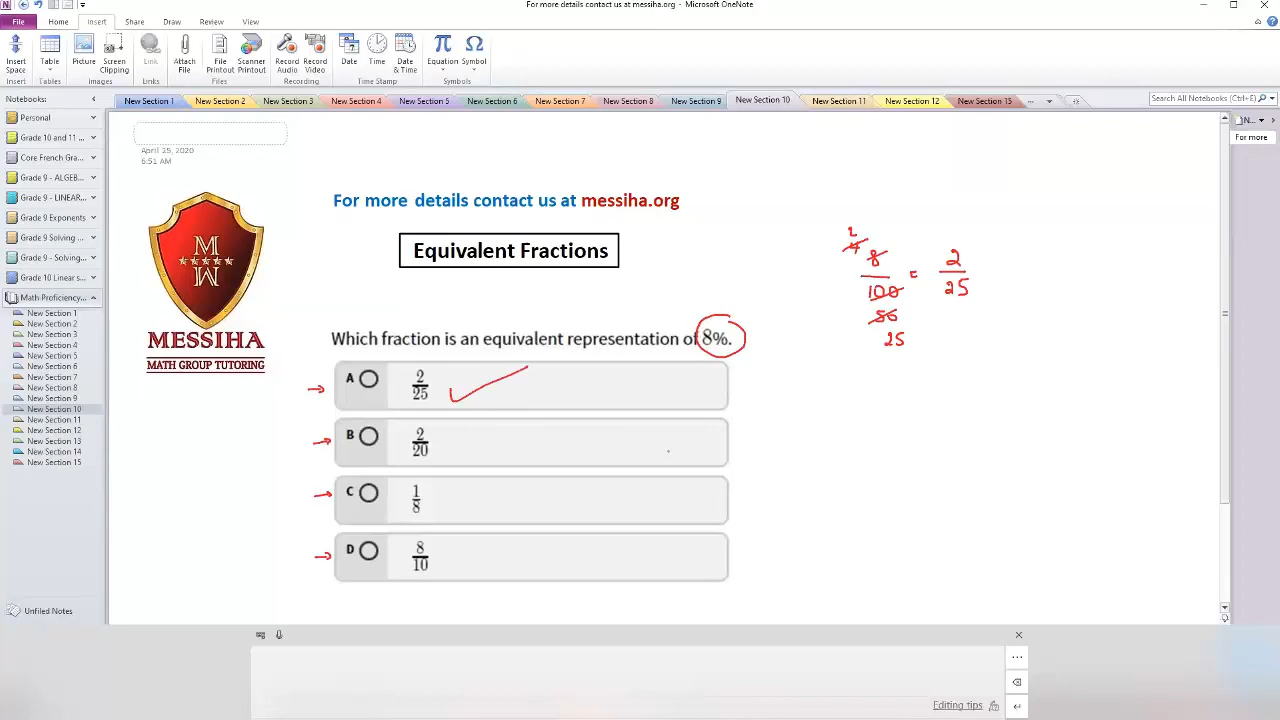 For more details contact us at messiha.org - Microsoft OneNote
File Home Insert Share Draw Review View
Insert Space
Table
Picture
Screen Clipping
Link
Attach File
File Printout
Scanner Printout
Record Audio
Record Video
Date
Time
Date & Time
π Equation
Ω Symbol
Insert Tables Images Links Files Recording Time Stamp Symbols
Notebooks:
New Section 1 New Section 2 New Section 3 New Section 4 New Section 5 New Section 6 New Section 7 New Section 8 New Section 9 New Section 10 New Section 11 New Section 12 New Section 15 ...
Search All Notebooks (Ctrl+E)
Personal
Grade 10 and 11 ...
Core French Gra...
Grade 9 - ALGEB...
Grade 9 - LINEAR...
Grade 9 Exponents
Grade 9 Solving ...
Grade 9 - Solving...
Grade 10 Linear s...
Math Proficiency...
New Section 1
New Section 2
New Section 3
New Section 4
New Section 5
New Section 6
New Section 7
New Section 8
New Section 9
New Section 10
New Section 11
New Section 12
New Section 13
New Section 14
New Section 15
Unfiled Notes
N...
For more
April 25, 2020
6:51 AM
M
M
MESSIHA
MATH GROUP TUTORING
For more details contact us at messiha.org
Equivalent Fractions
Which fraction is an equivalent representation of 8%.
A 2/25
B 2/20
C 1/8
D 8/10
2
4 8
100 = 2/25
50
25
Editing tips